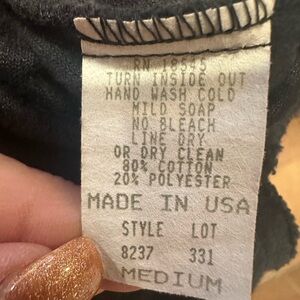 RN 18595
TURN INSIDE OUT
HAND WASH COLD
MILD SOAP
NO BLEACH
LINE DRY
OR DRY CLEAN
80% COTTON
20% POLYESTER
MADE IN USA
STYLE LOT
8237 331
MEDIUM